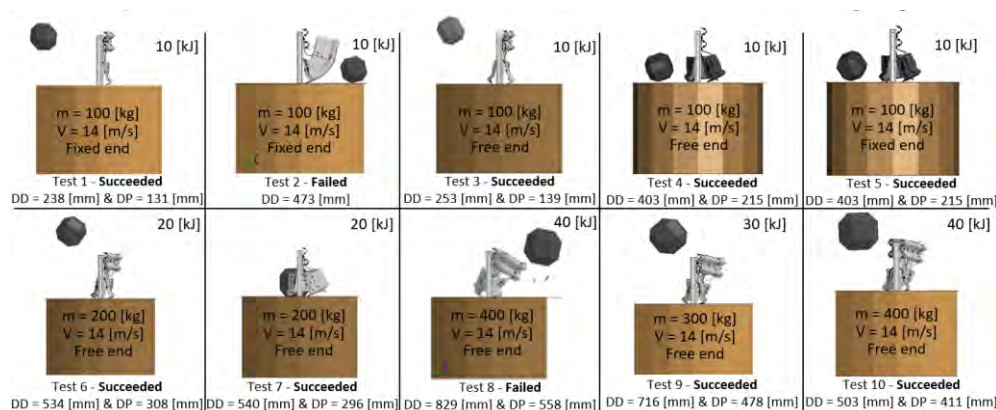 10 [kJ]
m = 100 [kg]
V = 14 [m/s]
Fixed end
Test 1 - Succeeded
DD = 238 [mm] & DP = 131 [mm]
10 [kJ]
m = 100 [kg]
V = 14 [m/s]
Fixed end
Test 2 - Failed
DD = 473 [mm]
10 [kJ]
m = 100 [kg]
V = 14 [m/s]
Free end
Test 3 - Succeeded
DD = 253 [mm] & DP = 139 [mm]
10 [kJ]
m = 100 [kg]
V = 14 [m/s]
Free end
Test 4 - Succeeded
DD = 403 [mm] & DP = 215 [mm]
10 [kJ]
m = 100 [kg]
V = 14 [m/s]
Free end
Test 5 - Succeeded
DD = 403 [mm] & DP = 215 [mm]
20 [kJ]
m = 200 [kg]
V = 14 [m/s]
Free end
Test 6 - Succeeded
DD = 534 [mm] & DP = 308 [mm]
20 [kJ]
m = 200 [kg]
V = 14 [m/s]
Free end
Test 7 - Succeeded
DD = 540 [mm] & DP = 296 [mm]
40 [kJ]
m = 400 [kg]
V = 14 [m/s]
Free end
Test 8 - Failed
DD = 829 [mm] & DP = 558 [mm]
30 [kJ]
m = 300 [kg]
V = 14 [m/s]
Free end
Test 9 - Succeeded
DD = 716 [mm] & DP = 478 [mm]
40 [kJ]
m = 400 [kg]
V = 14 [m/s]
Free end
Test 10 - Succeeded
DD = 503 [mm] & DP = 411 [mm]